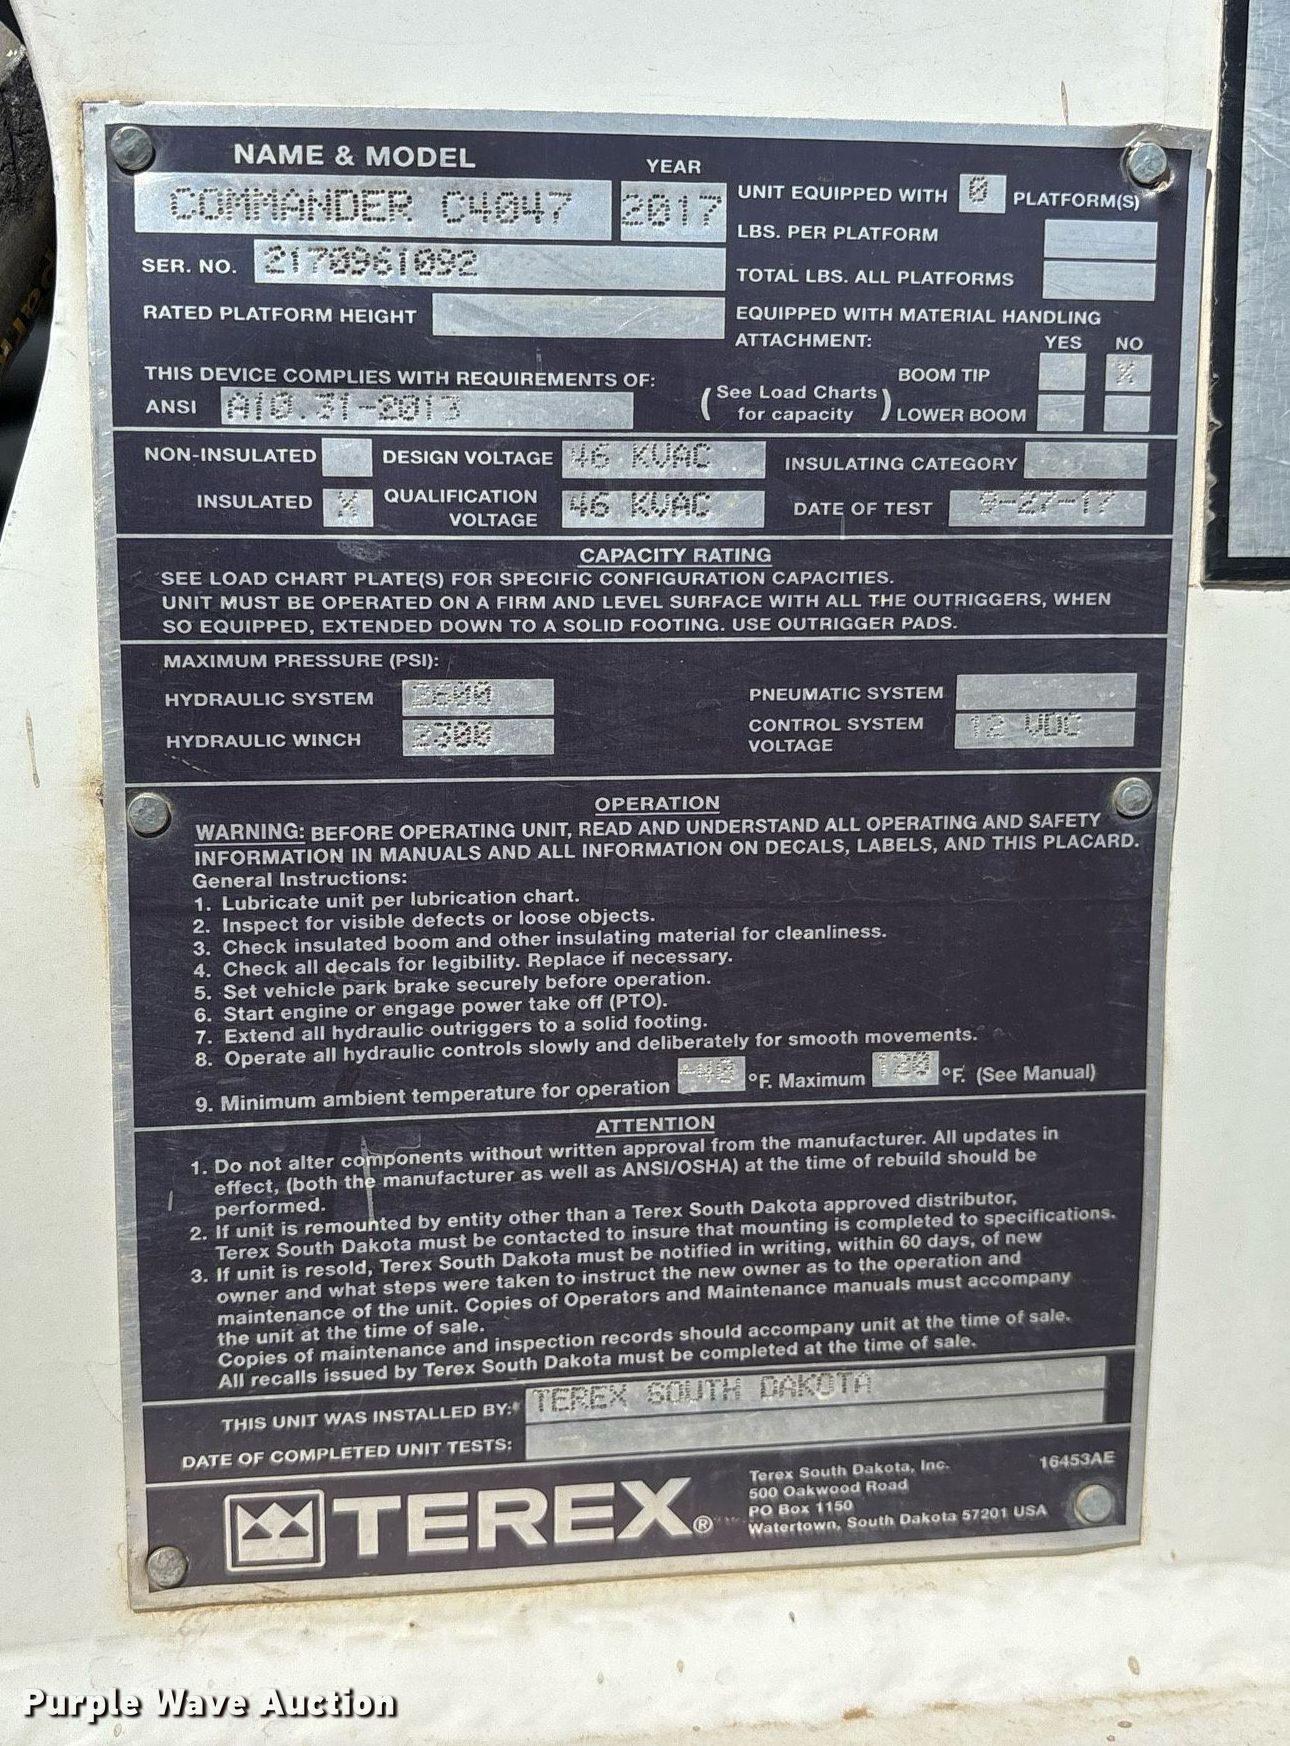 NAME & MODEL
YEAR
COMMANDER C4047
2017
UNIT EQUIPPED WITH 0 PLATFORM(S)
SER. NO. 2170961092
LBS. PER PLATFORM
TOTAL LBS. ALL PLATFORMS
RATED PLATFORM HEIGHT
EQUIPPED WITH MATERIAL HANDLING
ATTACHMENT:
YES NO
THIS DEVICE COMPLIES WITH REQUIREMENTS OF:
BOOM TIP X
ANSI A10.31-2013
(See Load Charts
for capacity)
LOWER BOOM
NON-INSULATED
DESIGN VOLTAGE 46 KVAC
INSULATING CATEGORY
INSULATED X
QUALIFICATION
VOLTAGE 46 KVAC
DATE OF TEST 9-27-17
CAPACITY RATING
SEE LOAD CHART PLATE(S) FOR SPECIFIC CONFIGURATION CAPACITIES.
UNIT MUST BE OPERATED ON A FIRM AND LEVEL SURFACE WITH ALL THE OUTRIGGERS, WHEN
SO EQUIPPED, EXTENDED DOWN TO A SOLID FOOTING. USE OUTRIGGER PADS.
MAXIMUM PRESSURE (PSI):
HYDRAULIC SYSTEM 2600
PNEUMATIC SYSTEM
HYDRAULIC WINCH 2300
CONTROL SYSTEM
VOLTAGE 12 VDC
OPERATION
WARNING: BEFORE OPERATING UNIT, READ AND UNDERSTAND ALL OPERATING AND SAFETY
INFORMATION IN MANUALS AND ALL INFORMATION ON DECALS, LABELS, AND THIS PLACARD.
General Instructions:
1. Lubricate unit per lubrication chart.
2. Inspect for visible defects or loose objects.
3. Check insulated boom and other insulating material for cleanliness.
4. Check all decals for legibility. Replace if necessary.
5. Set vehicle park brake securely before operation.
6. Start engine or engage power take off (PTO).
7. Extend all hydraulic outriggers to a solid footing.
8. Operate all hydraulic controls slowly and deliberately for smooth movements.
9. Minimum ambient temperature for operation -40 °F. Maximum 120 °F. (See Manual)
ATTENTION
1. Do not alter components without written approval from the manufacturer. All updates in
effect, (both the manufacturer as well as ANSI/OSHA) at the time of rebuild should be
performed.
2. If unit is remounted by entity other than a Terex South Dakota approved distributor,
Terex South Dakota must be contacted to insure that mounting is completed to specifications.
3. If unit is resold, Terex South Dakota must be notified in writing, within 60 days, of new
owner and what steps were taken to instruct the new owner as to the operation and
maintenance of the unit. Copies of Operators and Maintenance manuals must accompany
the unit at the time of sale.
Copies of maintenance and inspection records should accompany unit at the time of sale.
All recalls issued by Terex South Dakota must be completed at the time of sale.
THIS UNIT WAS INSTALLED BY: TEREX SOUTH DAKOTA
DATE OF COMPLETED UNIT TESTS:
TEREX®
Terex South Dakota, Inc.
500 Oakwood Road
PO Box 1150
Watertown, South Dakota 57201 USA
16453AE
Purple Wave Auction